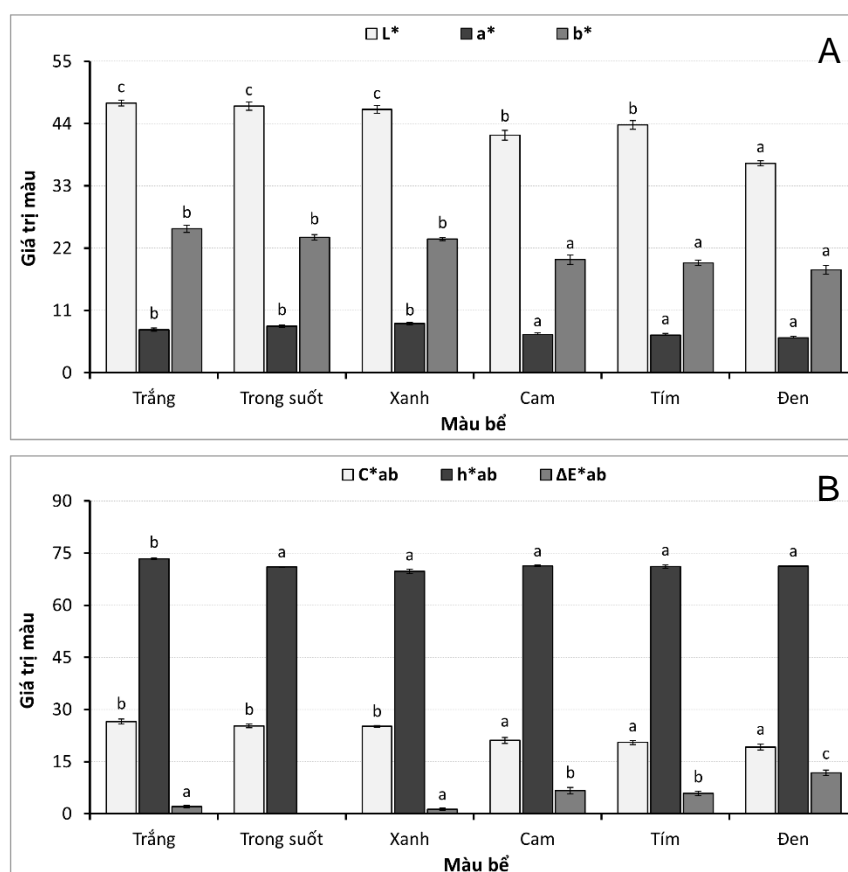 L* a* b*
A
55
c c c b b a
44
33
b b b a a a
22
b b b a a a
11
0
Giá trị màu
Trắng Trong suốt Xanh Cam Tím Đen
Màu bể
C*ab h*ab ΔE*ab
B
90
b a a a a a
75
60
45
b b b a a a
30
15
a a b b c
0
Giá trị màu
Trắng Trong suốt Xanh Cam Tím Đen
Màu bể